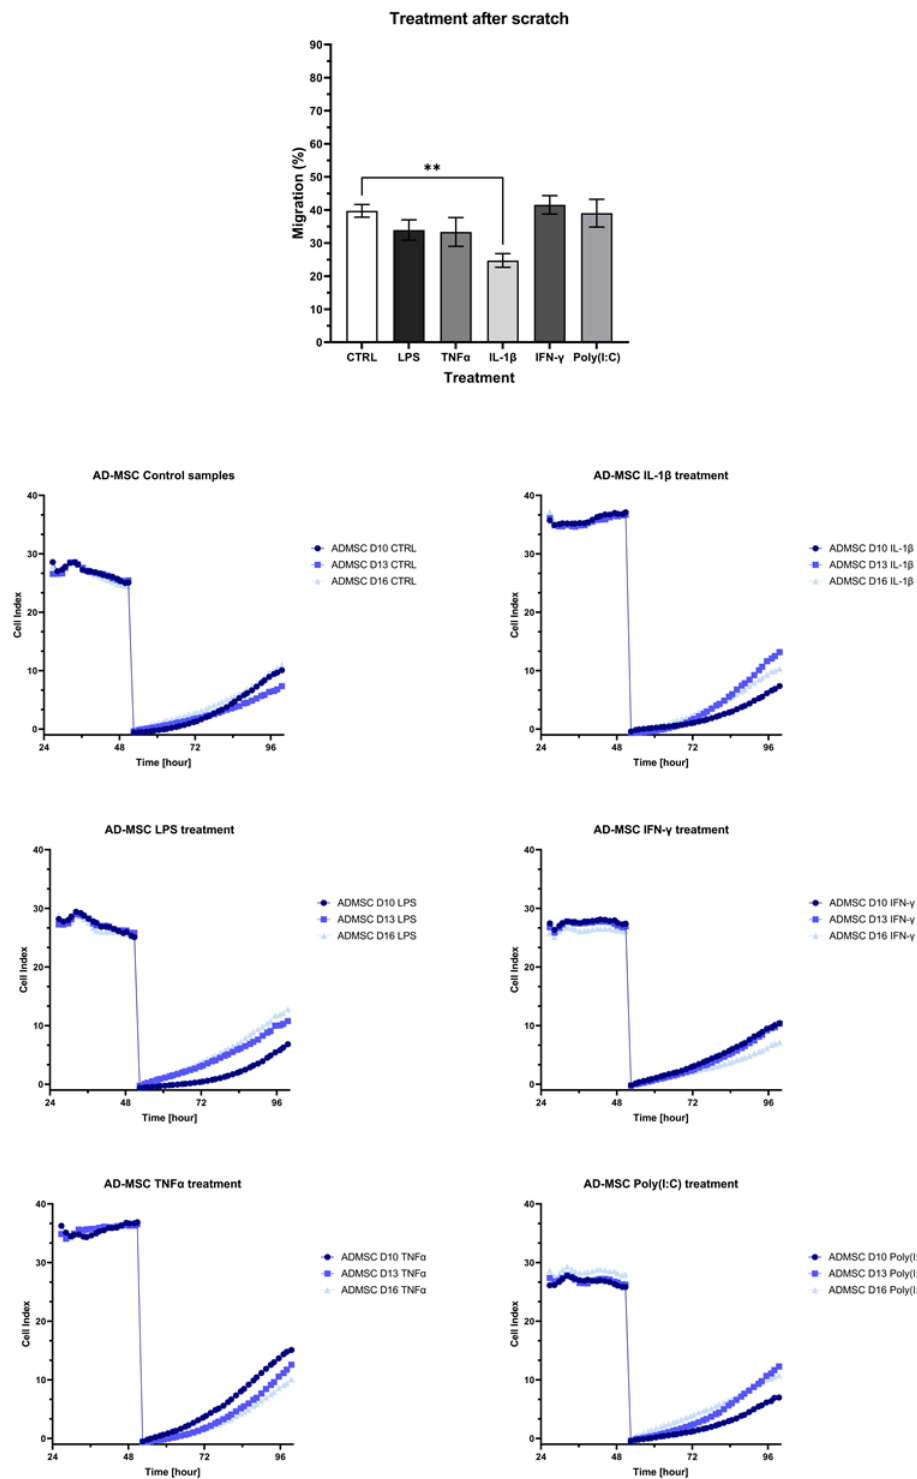 Treatment after scratch
90
80
70
60
50
40
30
20
10
0
Migration (%)
**
CTRL LPS TNFα IL-1β IFN-γ Poly(I:C)
Treatment
AD-MSC Control samples
40
30
20
10
0
Cell Index
24 48 72 96
Time [hour]
ADMSC D10 CTRL
ADMSC D13 CTRL
ADMSC D16 CTRL
AD-MSC IL-1β treatment
40
30
20
10
0
Cell Index
24 48 72 96
Time [hour]
ADMSC D10 IL-1β
ADMSC D13 IL-1β
ADMSC D16 IL-1β
AD-MSC LPS treatment
40
30
20
10
0
Cell Index
24 48 72 96
Time [hour]
ADMSC D10 LPS
ADMSC D13 LPS
ADMSC D16 LPS
AD-MSC IFN-γ treatment
40
30
20
10
0
Cell Index
24 48 72 96
Time [hour]
ADMSC D10 IFN-γ
ADMSC D13 IFN-γ
ADMSC D16 IFN-γ
AD-MSC TNFα treatment
40
30
20
10
0
Cell Index
24 48 72 96
Time [hour]
ADMSC D10 TNFα
ADMSC D13 TNFα
ADMSC D16 TNFα
AD-MSC Poly(I:C) treatment
40
30
20
10
0
Cell Index
24 48 72 96
Time [hour]
ADMSC D10 Poly(I:
ADMSC D13 Poly(I:
ADMSC D16 Poly(I: